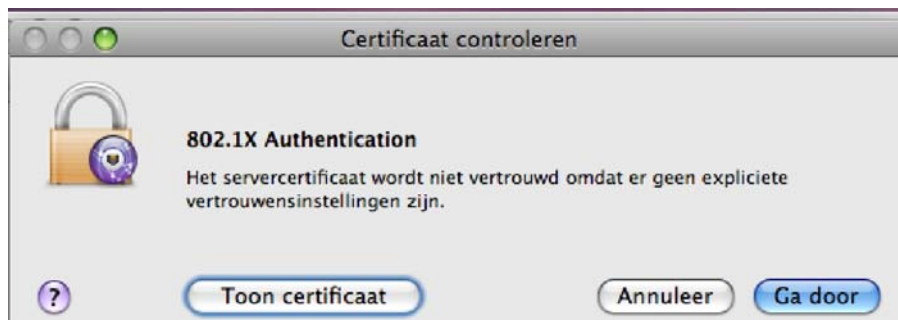 Certificaat controleren
802.1X Authentication
Het servercertificaat wordt niet vertrouwd omdat er geen expliciete
vertrouwensinstellingen zijn.
?
Toon certificaat
Annuleer
Ga door